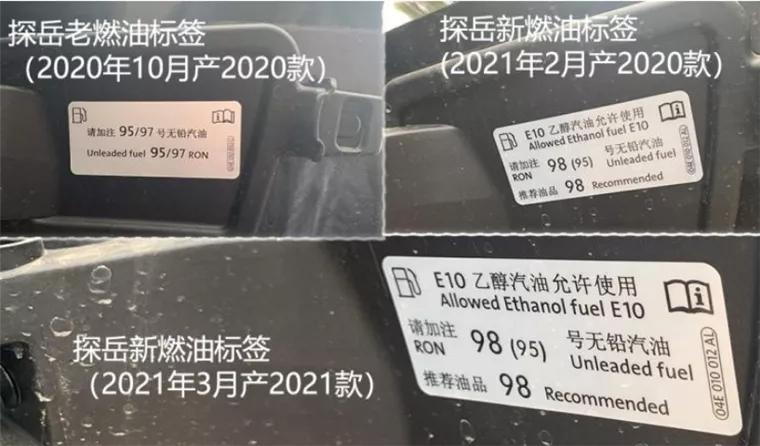 探岳老燃油标签
（2020年10月产2020款）
请加注 95/97 号无铅汽油
Unleaded fuel 95/97 RON
探岳新燃油标签
（2021年2月产2020款）
E10 乙醇汽油允许使用
Allowed Ethanol fuel E10
请加注 98 (95) 号无铅汽油
RON Unleaded fuel
推荐油品 98 Recommended
04E 010 012 AL
探岳新燃油标签
（2021年3月产2021款）
E10 乙醇汽油允许使用
Allowed Ethanol fuel E10
请加注 98 (95) 号无铅汽油
RON Unleaded fuel
推荐油品 98 Recommended
04E 010 012 AL